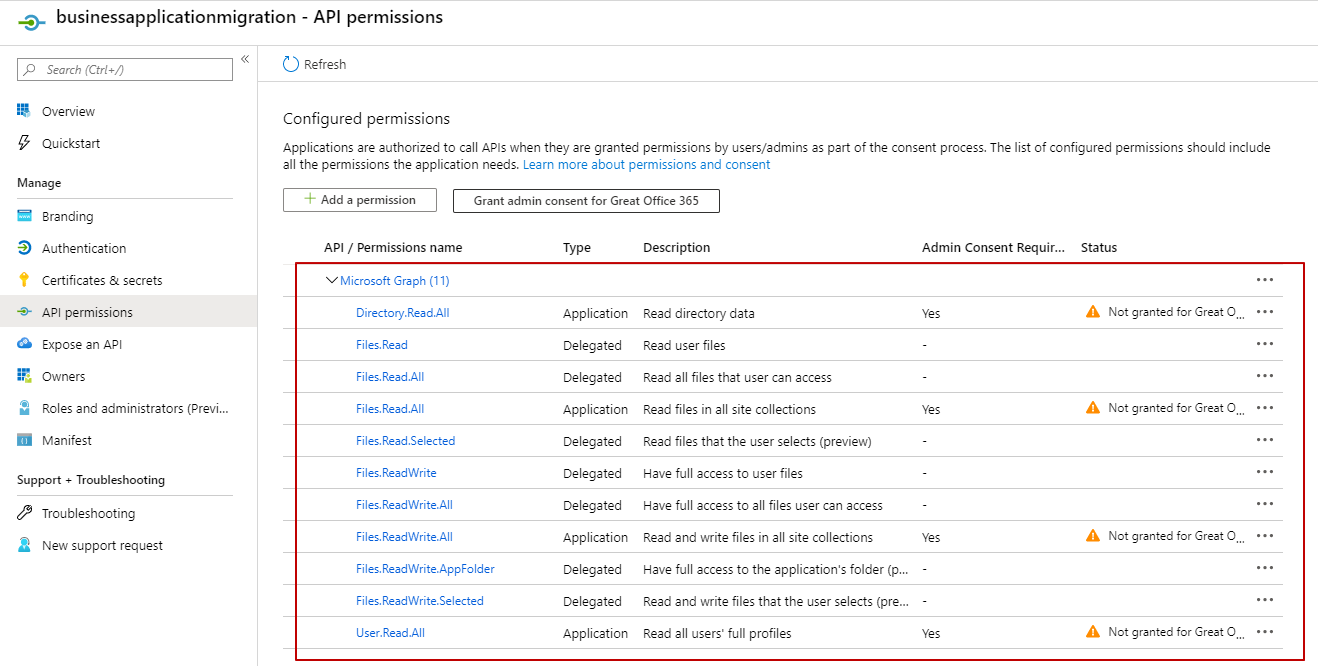 businessapplicationmigration - API permissions
Search (Ctrl+/)
«
Overview
Quickstart
Manage
Branding
Authentication
Certificates & secrets
API permissions
Expose an API
Owners
Roles and administrators (Previ...
Manifest
Support + Troubleshooting
Troubleshooting
New support request
Refresh
Configured permissions
Applications are authorized to call APIs when they are granted permissions by users/admins as part of the consent process. The list of configured permissions should include
all the permissions the application needs. Learn more about permissions and consent
+ Add a permission Grant admin consent for Great Office 365
API / Permissions name Type Description Admin Consent Requir... Status
Microsoft Graph (11) ...
Directory.Read.All Application Read directory data Yes Not granted for Great O... ...
Files.Read Delegated Read user files - ...
Files.Read.All Delegated Read all files that user can access - ...
Files.Read.All Application Read files in all site collections Yes Not granted for Great O... ...
Files.Read.Selected Delegated Read files that the user selects (preview) - ...
Files.ReadWrite Delegated Have full access to user files - ...
Files.ReadWrite.All Delegated Have full access to all files user can access - ...
Files.ReadWrite.All Application Read and write files in all site collections Yes Not granted for Great O... ...
Files.ReadWrite.AppFolder Delegated Have full access to the application's folder (p... - ...
Files.ReadWrite.Selected Delegated Read and write files that the user selects (pre... - ...
User.Read.All Application Read all users' full profiles Yes Not granted for Great O... ...